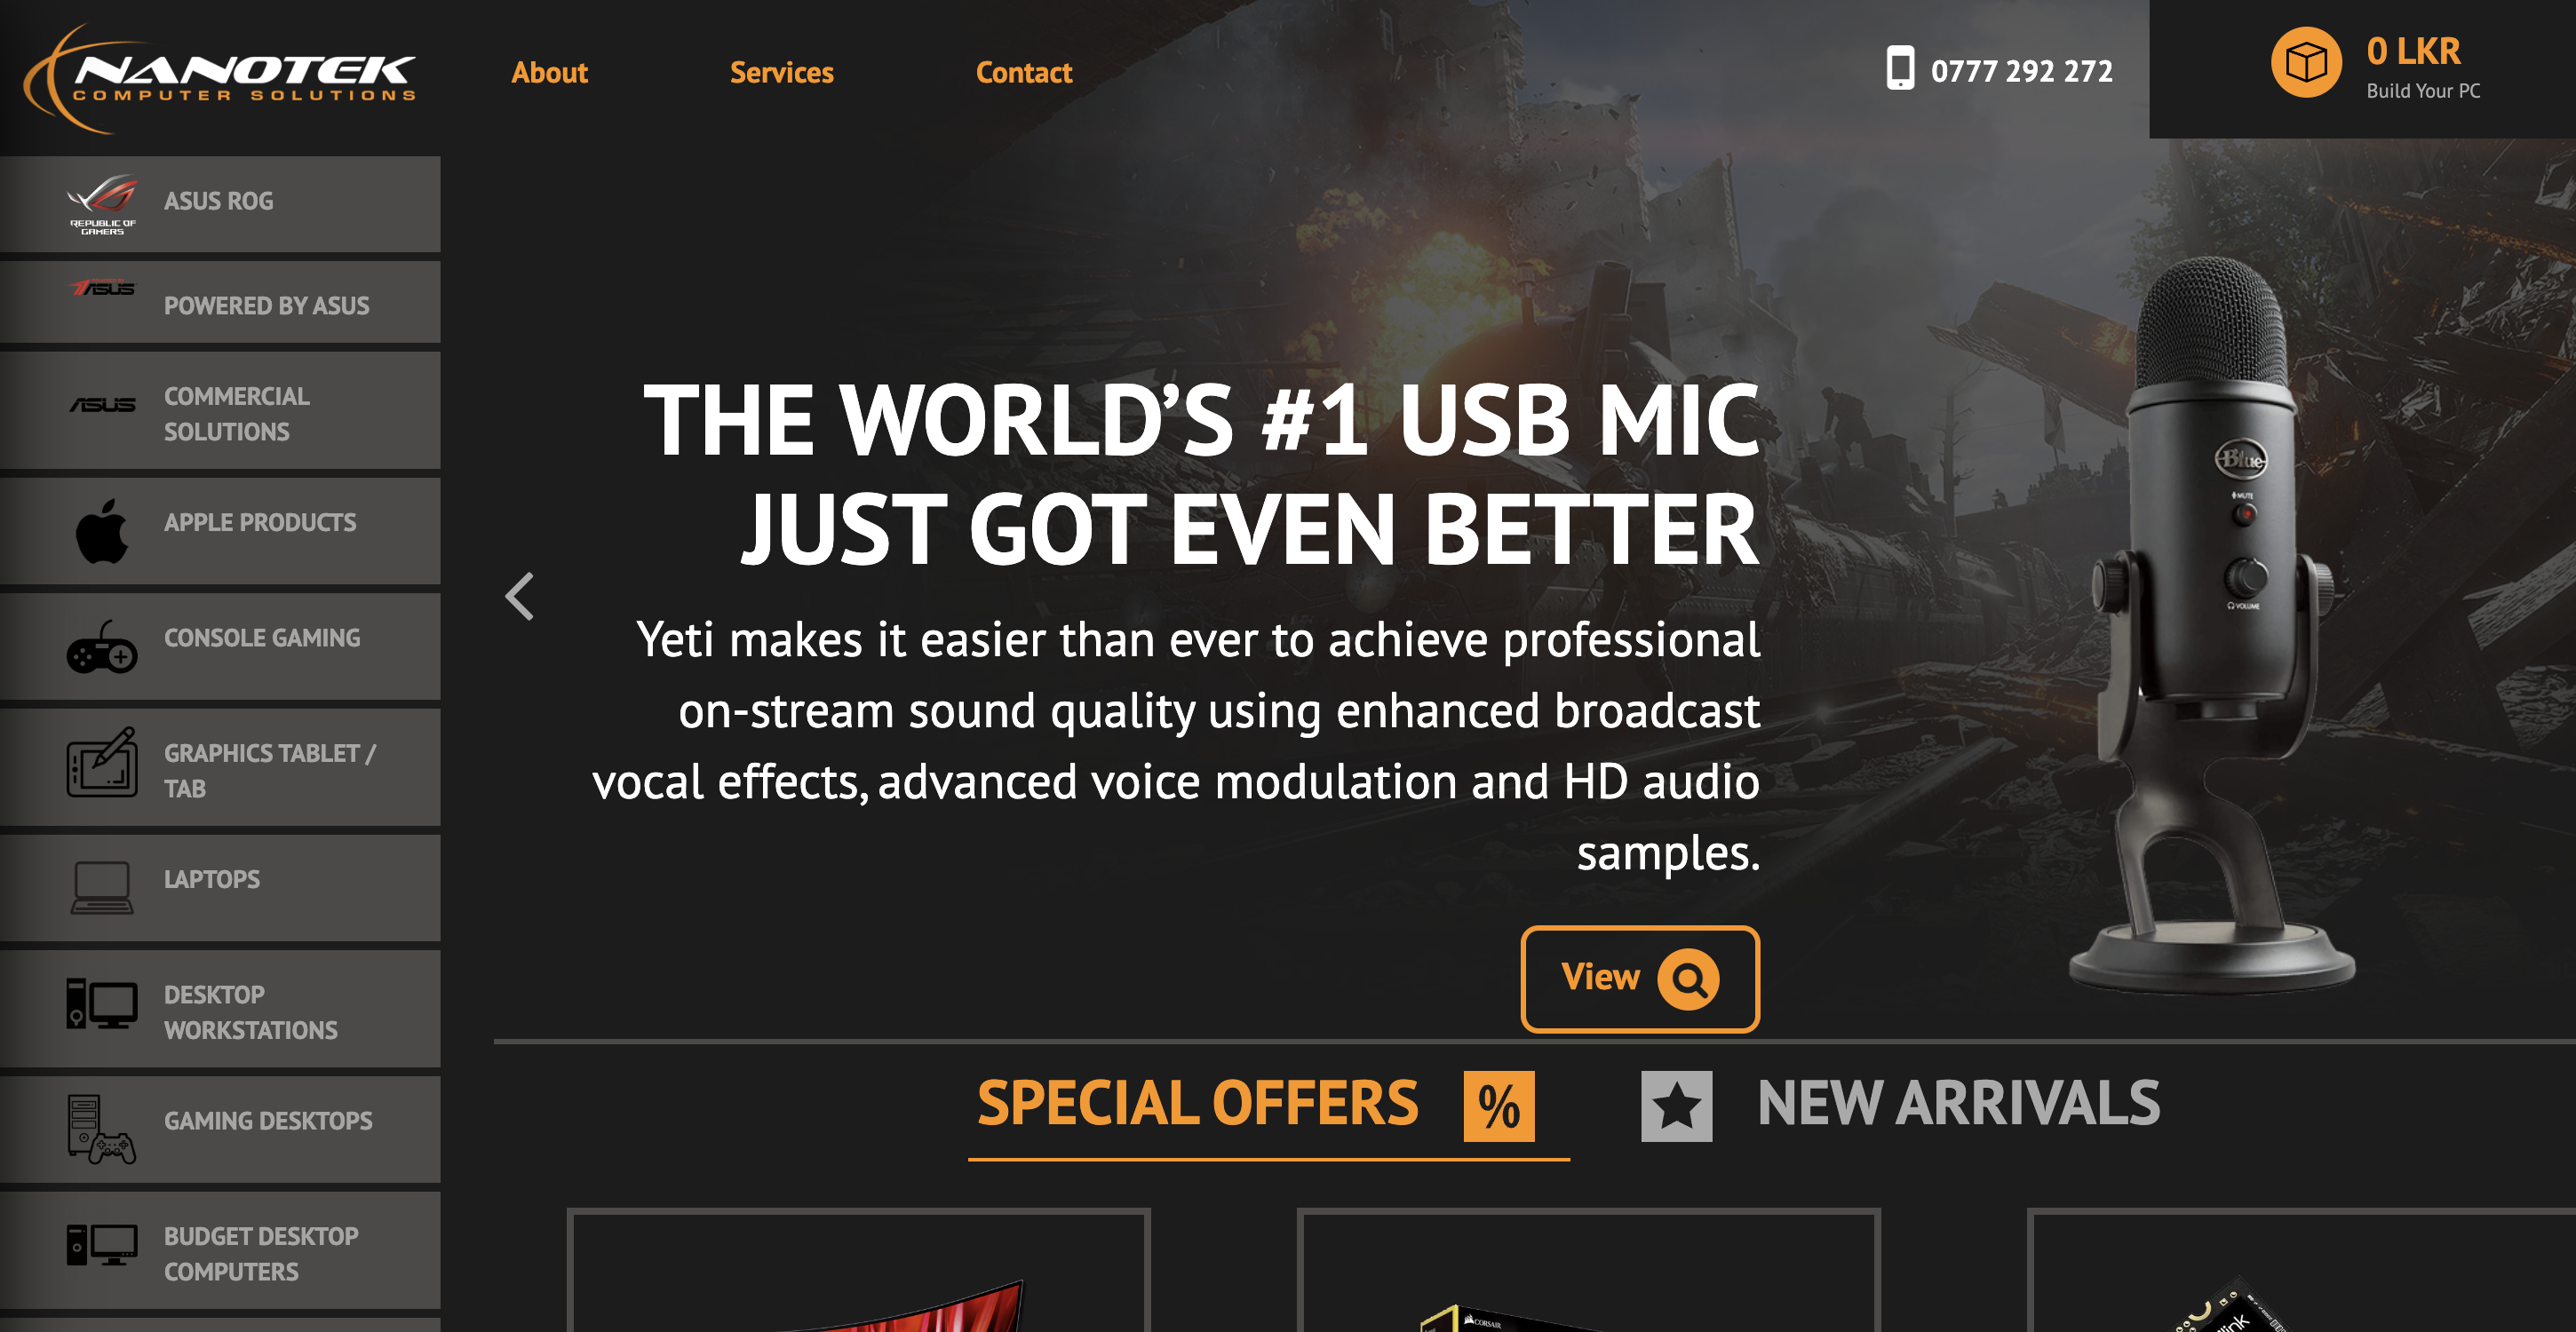 NANOTEK
COMPUTER SOLUTIONS
About
Services
Contact
0777 292 272
0 LKR
Build Your PC
REPUBLIC OF
GAMERS
ASUS ROG
ASUS
POWERED BY ASUS
ASUS
COMMERCIAL
SOLUTIONS
APPLE PRODUCTS
CONSOLE GAMING
GRAPHICS TABLET /
TAB
LAPTOPS
DESKTOP
WORKSTATIONS
GAMING DESKTOPS
BUDGET DESKTOP
COMPUTERS
THE WORLD’S #1 USB MIC
JUST GOT EVEN BETTER
Yeti makes it easier than ever to achieve professional
on-stream sound quality using enhanced broadcast
vocal effects, advanced voice modulation and HD audio
samples.
View
Blue
MUTE
VOLUME
SPECIAL OFFERS %
NEW ARRIVALS
CORSAIR